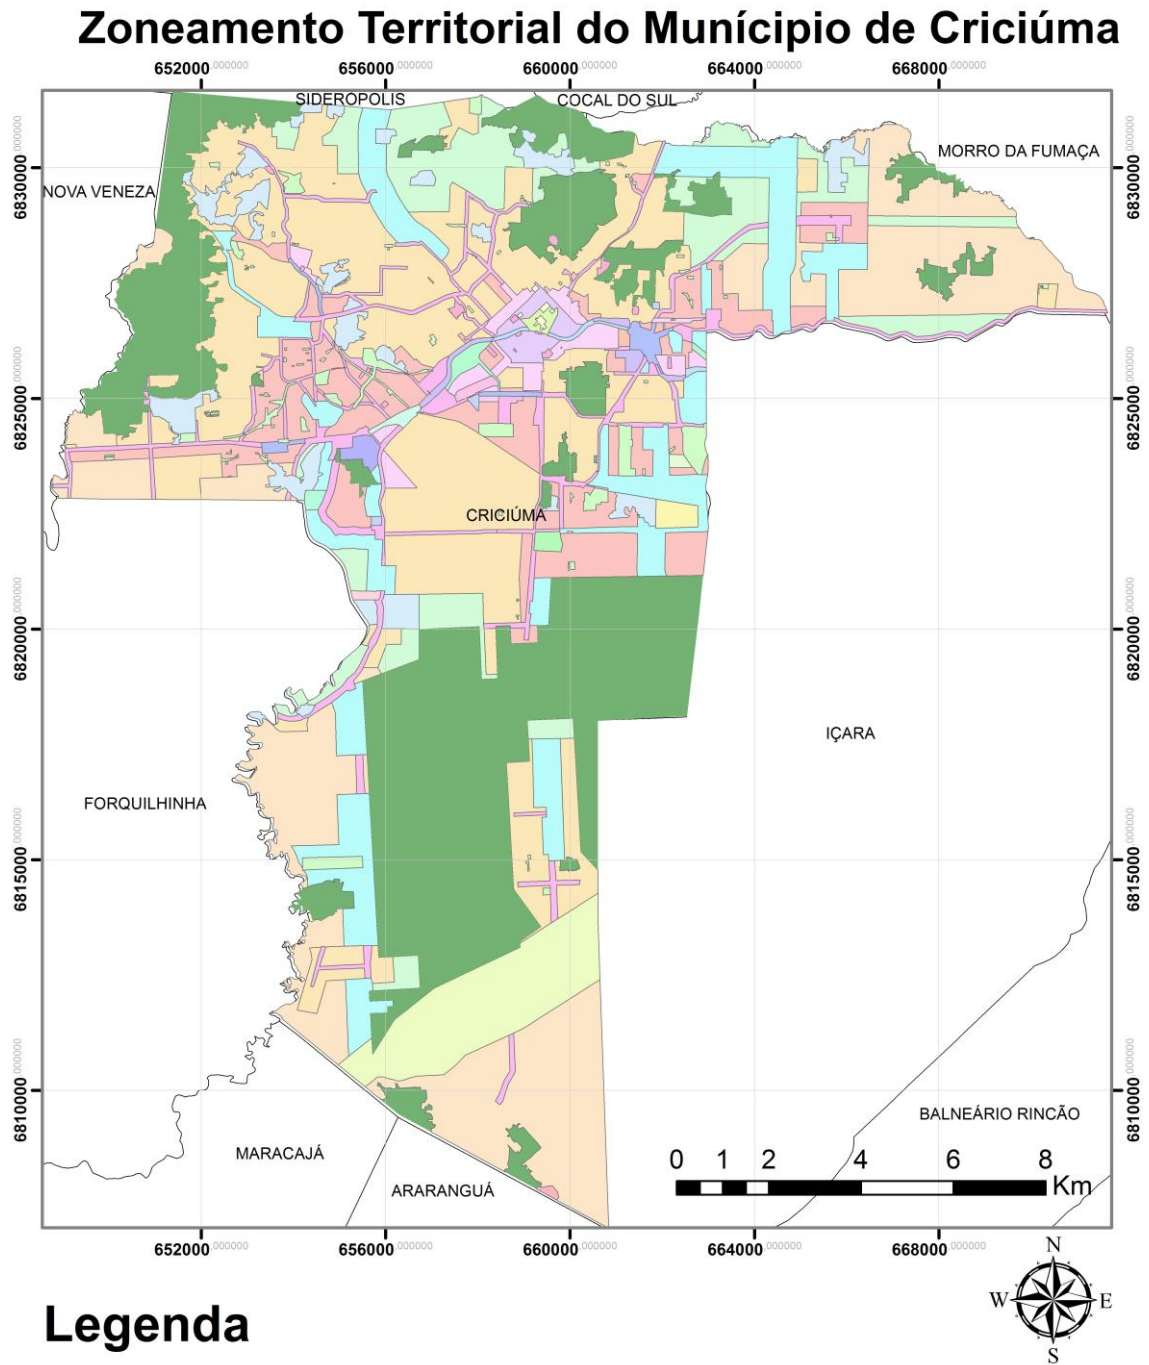 Zoneamento Territorial do Munícipio de Criciúma
652000.000000 656000.000000 660000.000000 664000.000000 668000.000000
SIDEROPOLIS COCAL DO SUL
MORRO DA FUMAÇA
6830000.000000 6830000.000000
NOVA VENEZA
6825000.000000 6825000.000000
CRICIÚMA
6820000.000000 6820000.000000
IÇARA
FORQUILHINHA
6815000.000000 6815000.000000
6810000.000000 6810000.000000
BALNEÁRIO RINCÃO
MARACAJÁ
ARARANGUÁ
0 1 2 4 6 8
Km
652000.000000 656000.000000 660000.000000 664000.000000 668000.000000
N
W E
S
Legenda